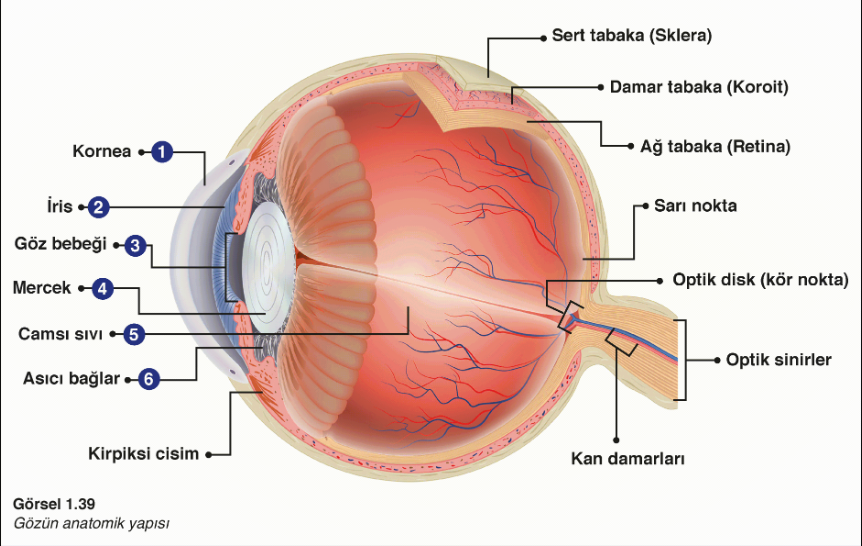 Sert tabaka (Sklera)
Damar tabaka (Koroit)
Ağ tabaka (Retina)
Sarı nokta
Optik disk (kör nokta)
Optik sinirler
Kan damarları
Kornea 1
İris 2
Göz bebeği 3
Mercek 4
Camsı sıvı 5
Asıcı bağlar 6
Kirpiksi cisim
Görsel 1.39
Gözün anatomik yapısı